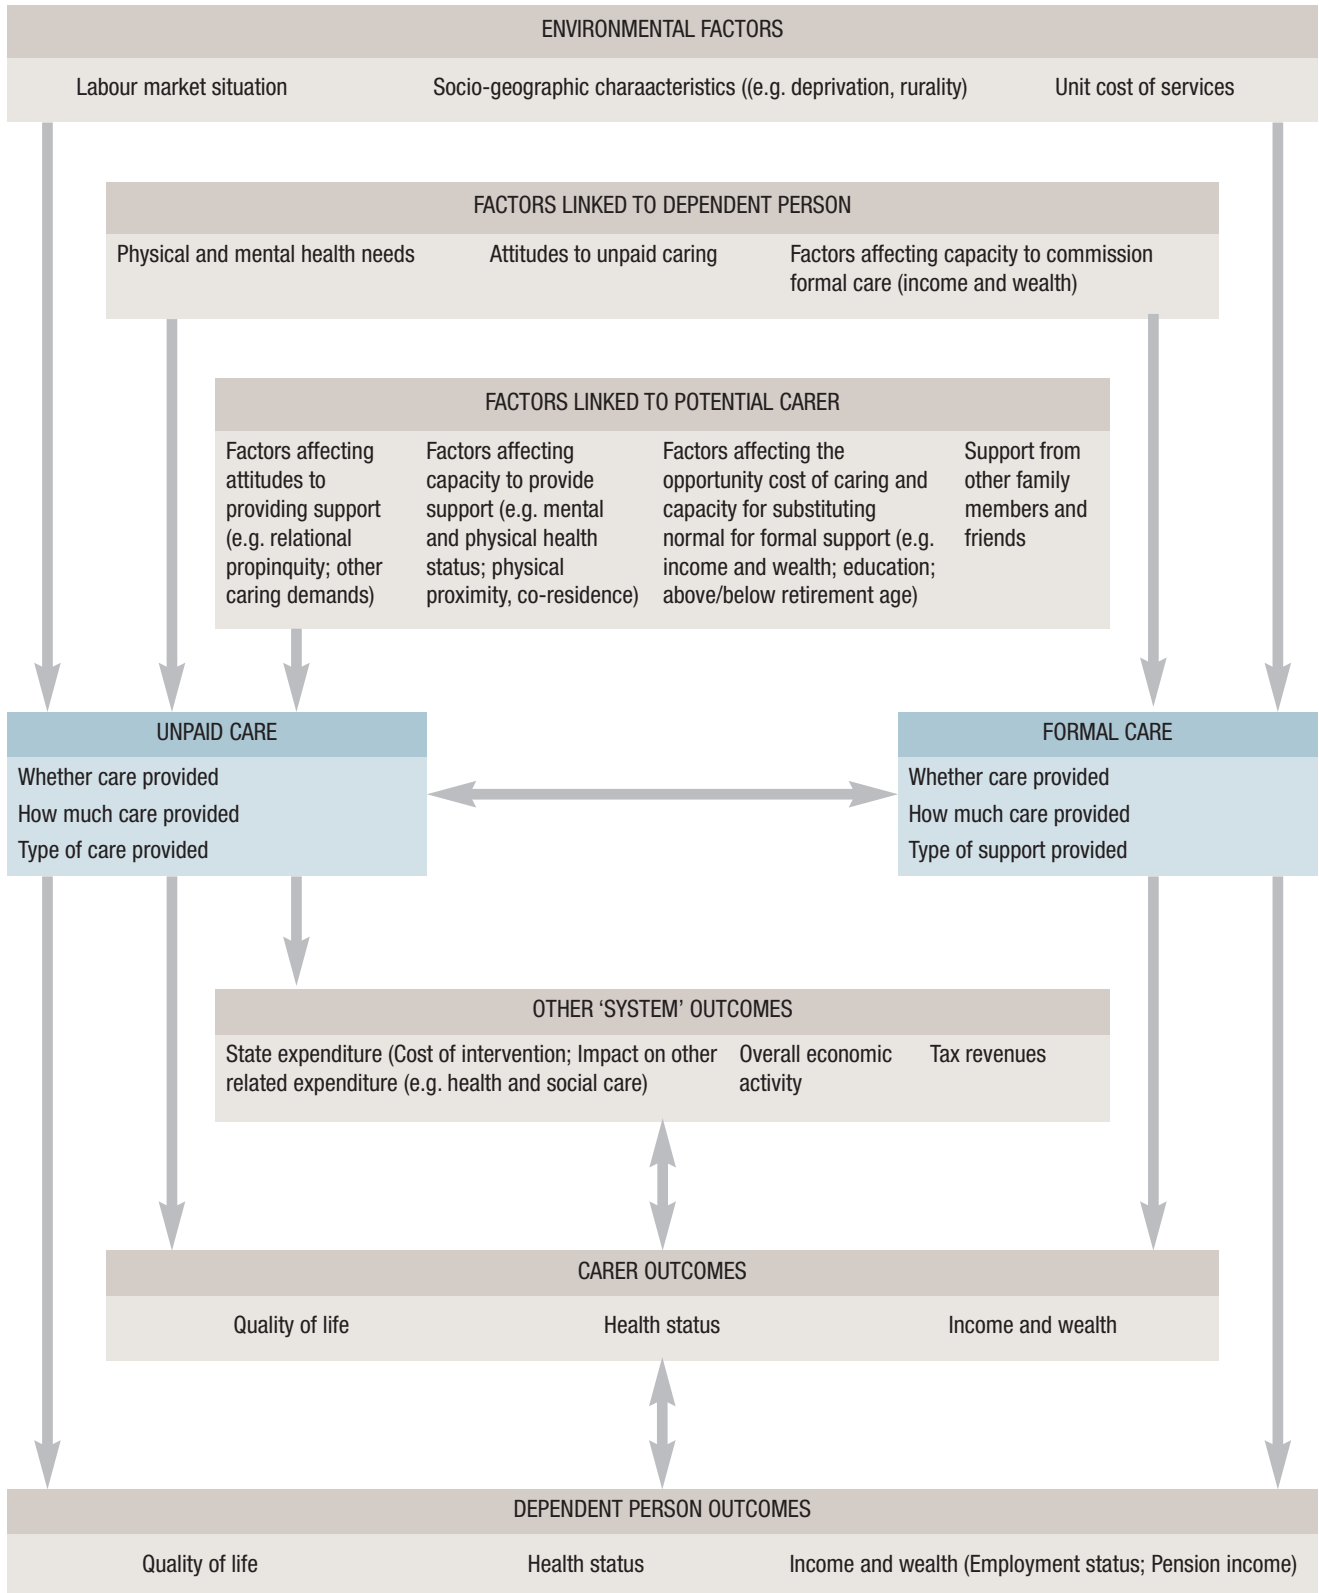 ENVIRONMENTAL FACTORS
Labour market situation
Socio-geographic charaacteristics ((e.g. deprivation, rurality)
Unit cost of services
FACTORS LINKED TO DEPENDENT PERSON
Physical and mental health needs
Attitudes to unpaid caring
Factors affecting capacity to commission
formal care (income and wealth)
FACTORS LINKED TO POTENTIAL CARER
Factors affecting
attitudes to
providing support
(e.g. relational
propinquity; other
caring demands)
Factors affecting
capacity to provide
support (e.g. mental
and physical health
status; physical
proximity, co-residence)
Factors affecting the
opportunity cost of caring and
capacity for substituting
normal for formal support (e.g.
income and wealth; education;
above/below retirement age)
Support from
other family
members and
friends
UNPAID CARE
Whether care provided
How much care provided
Type of care provided
FORMAL CARE
Whether care provided
How much care provided
Type of support provided
OTHER ‘SYSTEM’ OUTCOMES
State expenditure (Cost of intervention; Impact on other
related expenditure (e.g. health and social care)
Overall economic
activity
Tax revenues
CARER OUTCOMES
Quality of life
Health status
Income and wealth
DEPENDENT PERSON OUTCOMES
Quality of life
Health status
Income and wealth (Employment status; Pension income)